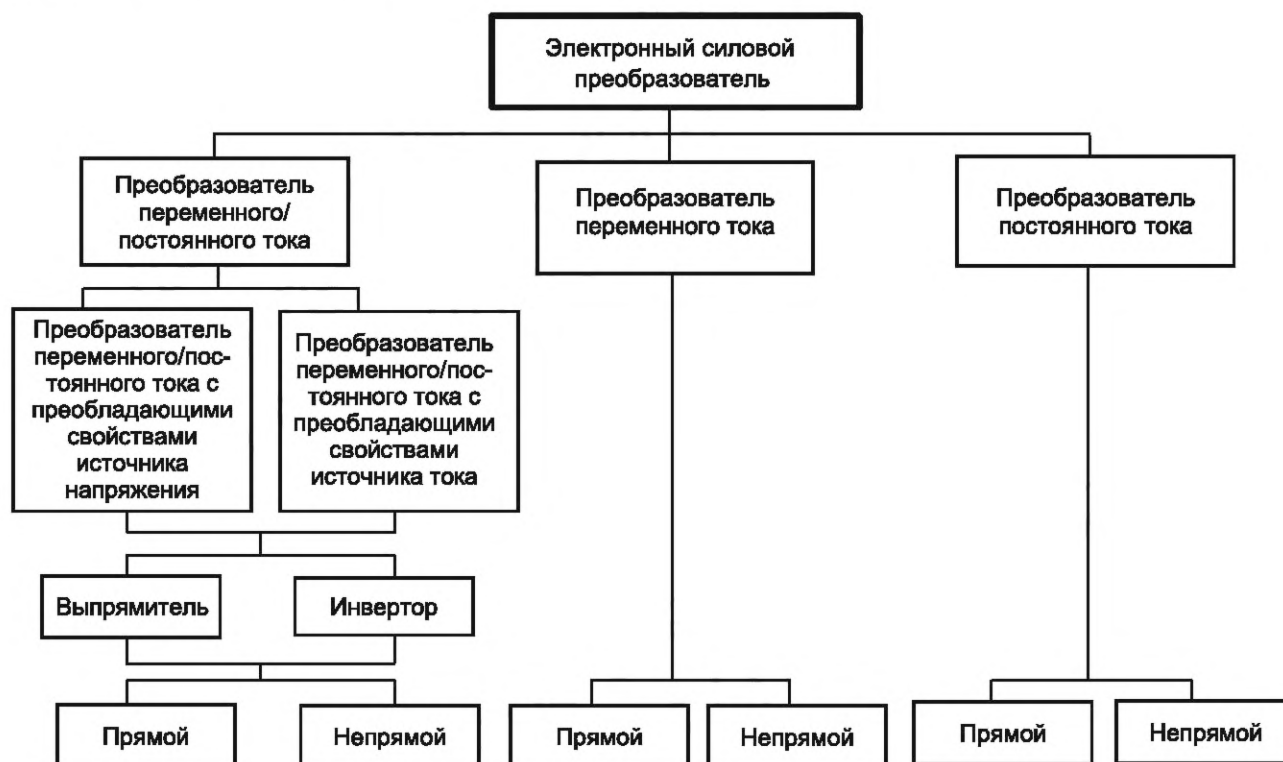 Электронный силовой
преобразователь
Преобразователь
переменного/
постоянного тока
Преобразователь
переменного тока
Преобразователь
постоянного тока
Преобразователь
переменного/пос-
тоянного тока с
преобладающими
свойствами
источника
напряжения
Преобразователь
переменного/пос-
тоянного тока с
преобладающими
свойствами
источника тока
Выпрямитель
Инвертор
Прямой
Непрямой
Прямой
Непрямой
Прямой
Непрямой